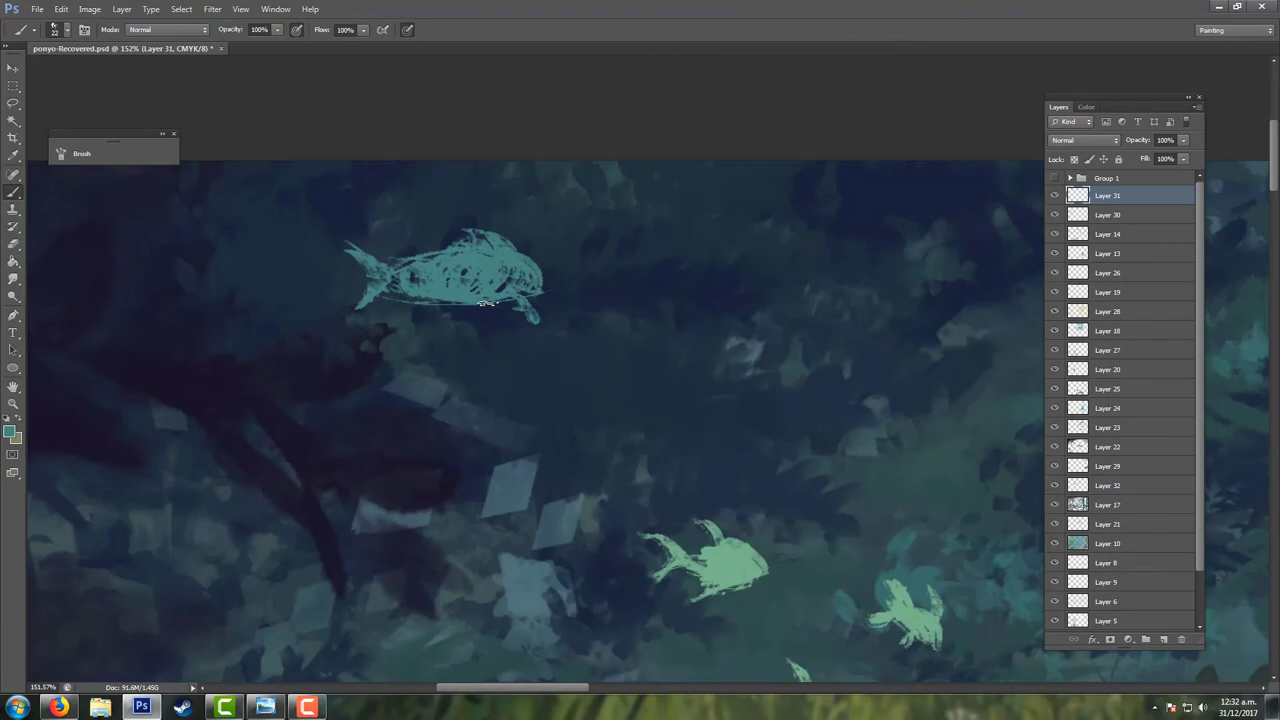 Ps File Edit Image Layer Type Select Filter View Window Help
22 Mode: Normal Opacity: 100% Flow: 100% Painting
ponyo-Recovered.psd @ 152% (Layer 31, CMYK/8) *
Brush
Layers Color
Kind
Normal Opacity: 100%
Lock: Fill: 100%
Group 1
Layer 31
Layer 30
Layer 14
Layer 13
Layer 26
Layer 19
Layer 28
Layer 18
Layer 27
Layer 20
Layer 25
Layer 24
Layer 23
Layer 22
Layer 29
Layer 32
Layer 17
Layer 21
Layer 10
Layer 8
Layer 9
Layer 6
Layer 5
fx
151.57% Doc: 91.6M/1.45G
12:32 a.m.
31/12/2017